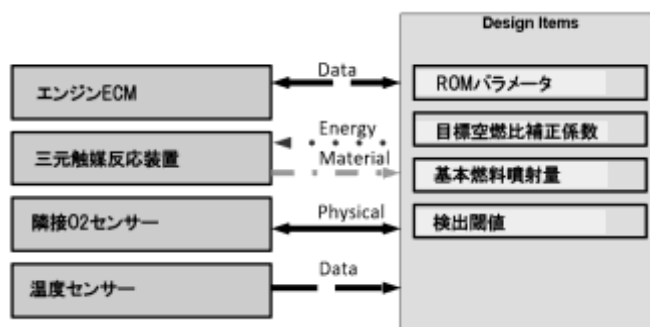 Design Items
エンジンECM
Data
ROMパラメータ
三元触媒反応装置
Energy
Material
目標空燃比補正係数
基本燃料噴射量
隣接O2センサー
Physical
検出閾値
温度センサー
Data